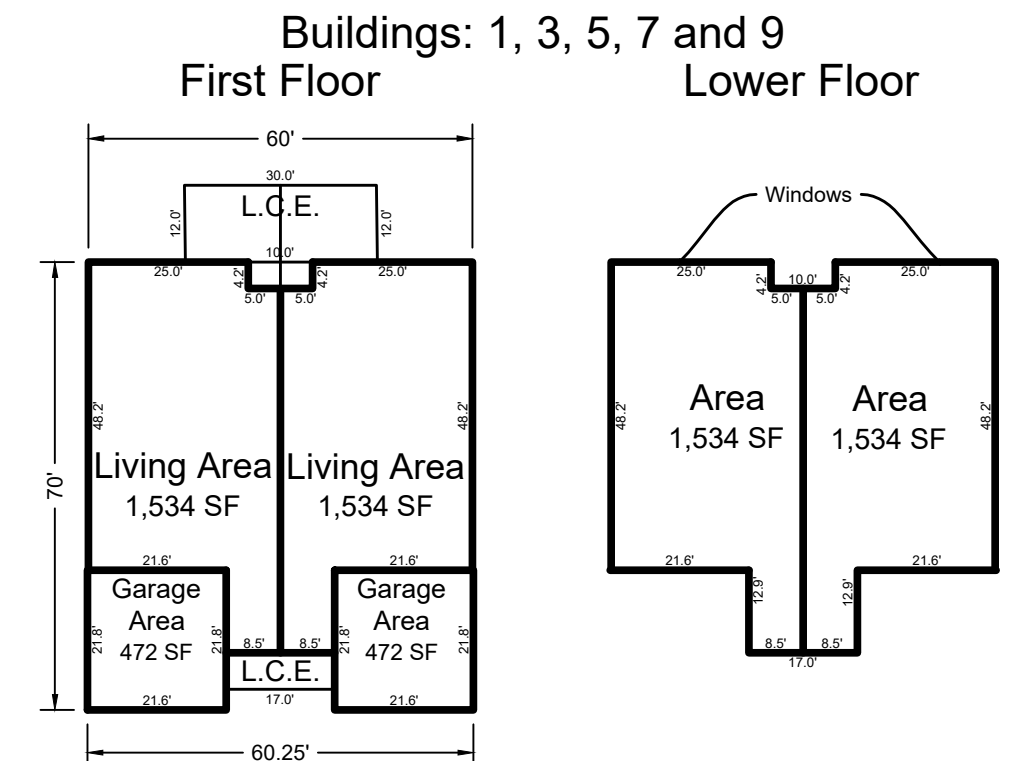 Buildings: 1, 3, 5, 7 and 9
First Floor
Lower Floor
60'
30.0'
L.C.E.
12.0'
12.0'
10.0'
25.0'
4.2'
4.2'
25.0'
5.0'
5.0'
48.2'
48.2'
70'
Living Area
1,534 SF
Living Area
1,534 SF
21.6'
21.6'
Garage
Area
472 SF
Garage
Area
472 SF
21.8'
21.8'
21.8'
21.8'
8.5'
8.5'
L.C.E.
17.0'
21.6'
21.6'
60.25'
Windows
25.0'
4.2'
10.0'
4.2'
25.0'
5.0'
5.0'
48.2'
48.2'
Area
1,534 SF
Area
1,534 SF
21.6'
21.6'
12.9'
12.9'
8.5'
8.5'
17.0'